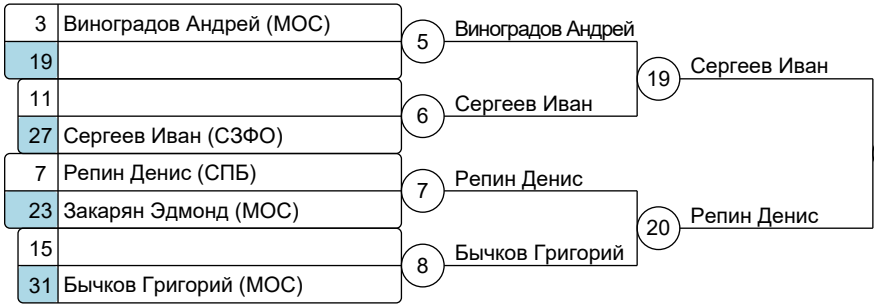 3 Виноградов Андрей (МОС)
19
11
27 Сергеев Иван (СЗФО)
7 Репин Денис (СПБ)
23 Закарян Эдмонд (МОС)
15
31 Бычков Григорий (МОС)
5 Виноградов Андрей
6 Сергеев Иван
7 Репин Денис
8 Бычков Григорий
19 Сергеев Иван
20 Репин Денис